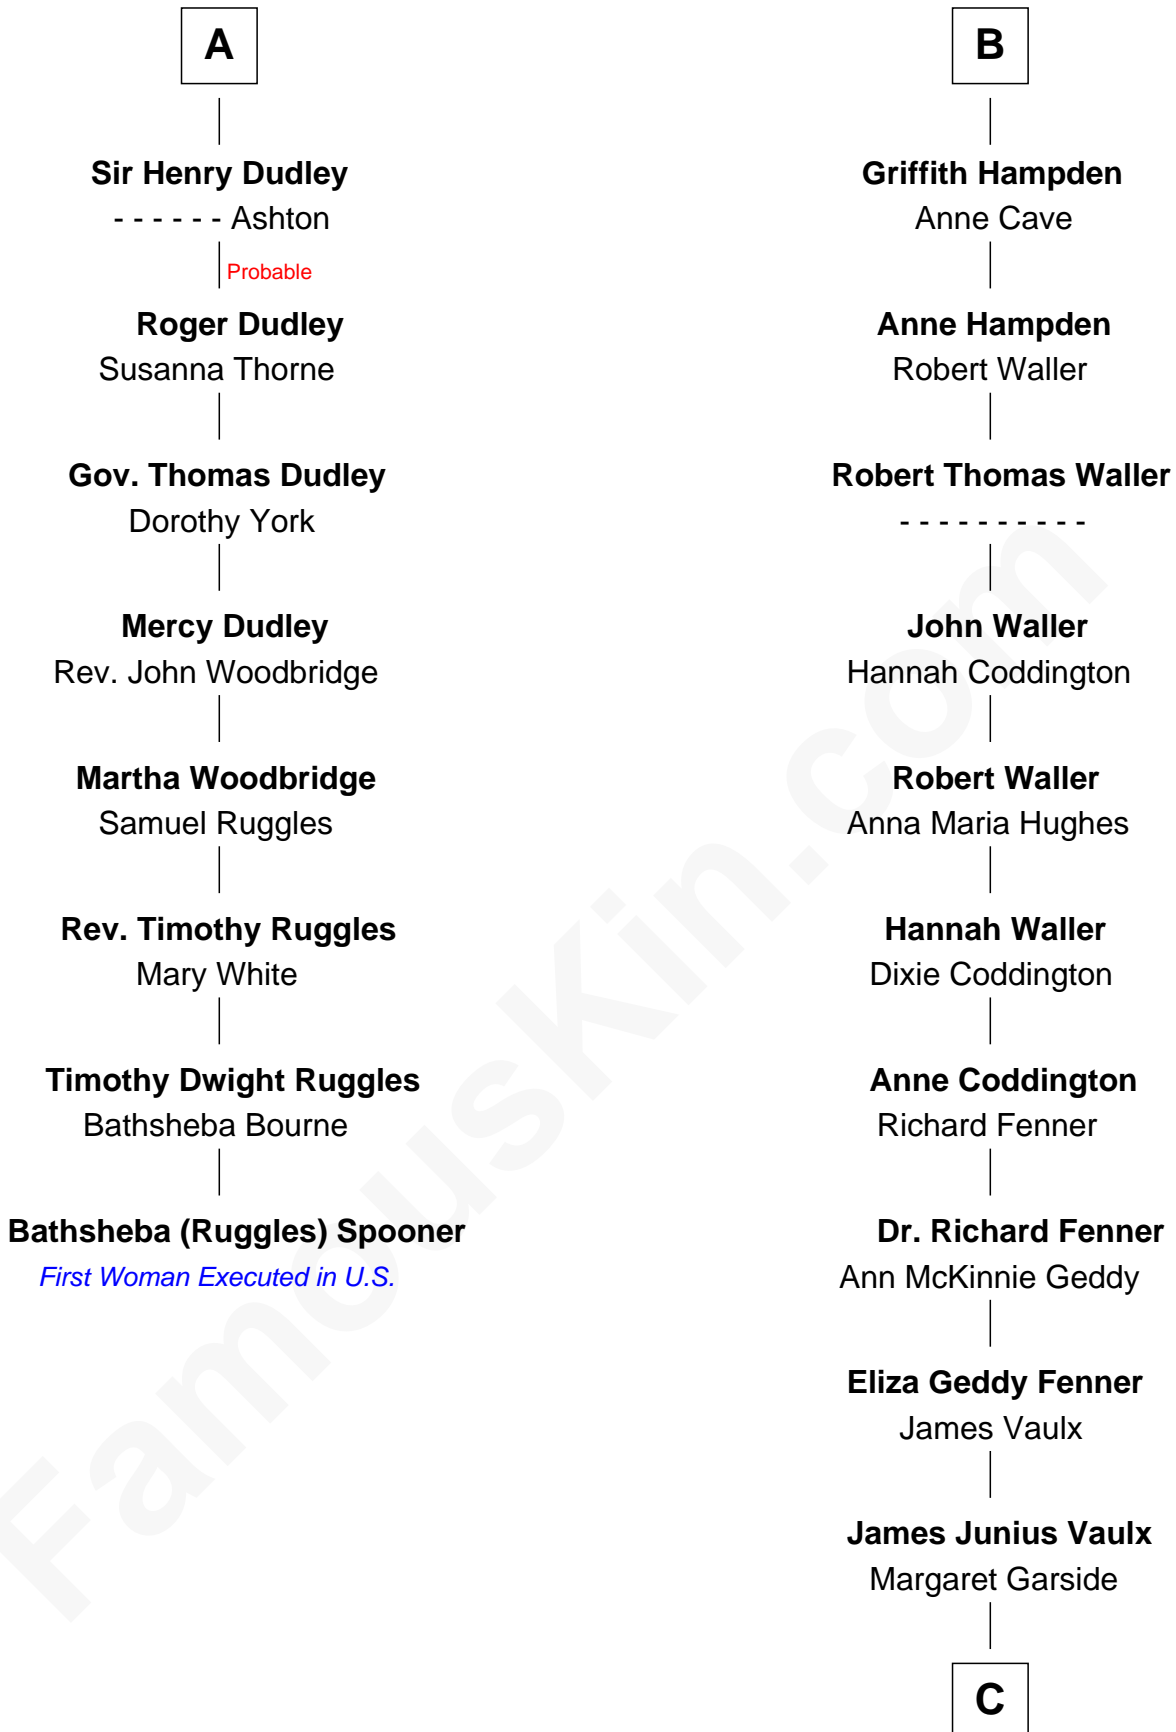 A
Sir Henry Dudley
- - - - - - Ashton
Probable
Roger Dudley
Susanna Thorne
Gov. Thomas Dudley
Dorothy York
Mercy Dudley
Rev. John Woodbridge
Martha Woodbridge
Samuel Ruggles
Rev. Timothy Ruggles
Mary White
Timothy Dwight Ruggles
Bathsheba Bourne
Bathsheba (Ruggles) Spooner
First Woman Executed in U.S.
B
Griffith Hampden
Anne Cave
Anne Hampden
Robert Waller
Robert Thomas Waller
- - - - - - - - - -
John Waller
Hannah Coddington
Robert Waller
Anna Maria Hughes
Hannah Waller
Dixie Coddington
Anne Coddington
Richard Fenner
Dr. Richard Fenner
Ann McKinnie Geddy
Eliza Geddy Fenner
James Vaulx
James Junius Vaulx
Margaret Garside
C
FamousKin.com